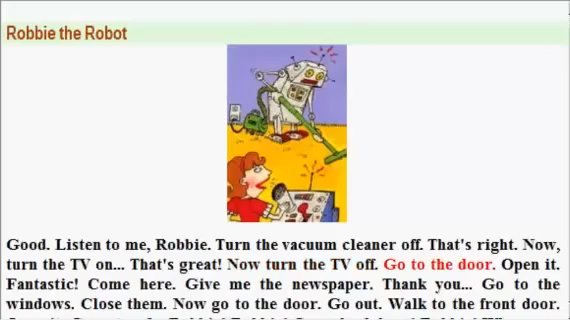 Robbie the Robot
Good. Listen to me, Robbie. Turn the vacuum cleaner off. That's right. Now,
turn the TV on... That's great! Now turn the TV off. Go to the door. Open it.
Fantastic! Come here. Give me the newspaper. Thank you... Go to the
windows. Close them. Now go to the door. Go out. Walk to the front door.